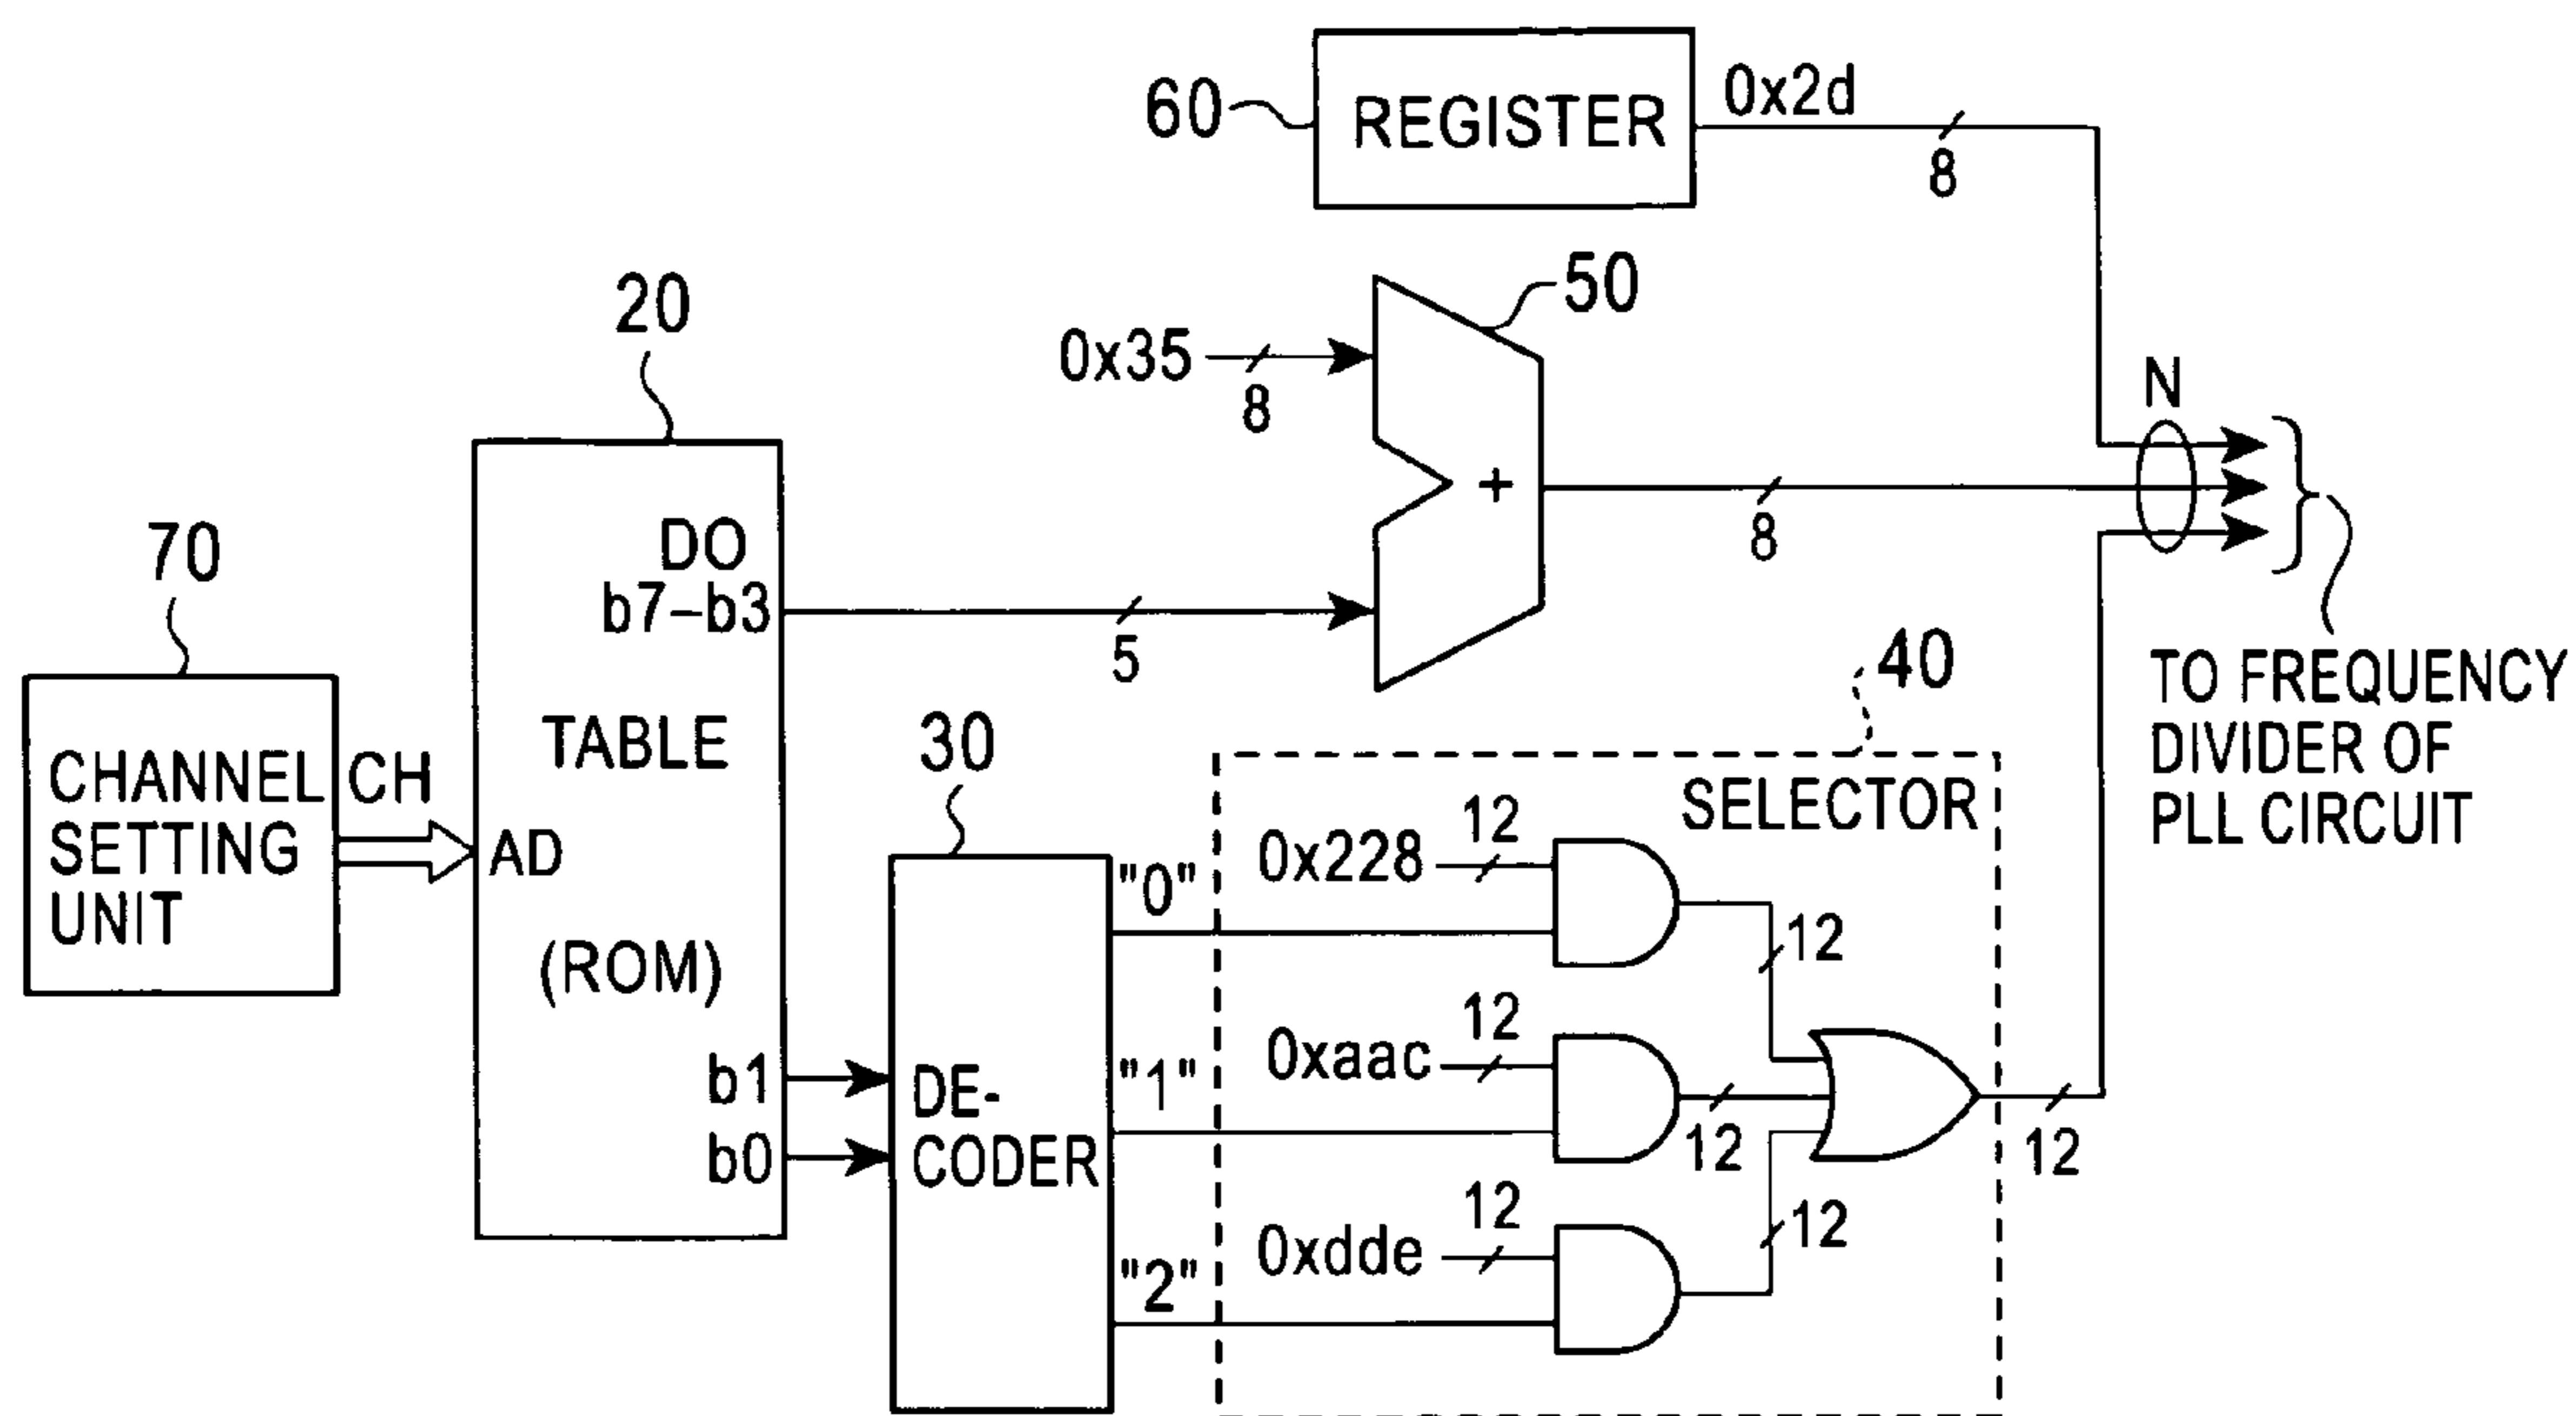 60
REGISTER
0x2d
8
50
0x35
8
+
8
N
TO FREQUENCY
DIVIDER OF
PLL CIRCUIT
20
DO
b7–b3
5
TABLE
(ROM)
AD
b1
b0
70
CHANNEL
SETTING
UNIT
CH
30
DE-
CODER
"0"
"1"
"2"
40
SELECTOR
0x228
12
12
0xaac
12
12
0xdde
12
12
12